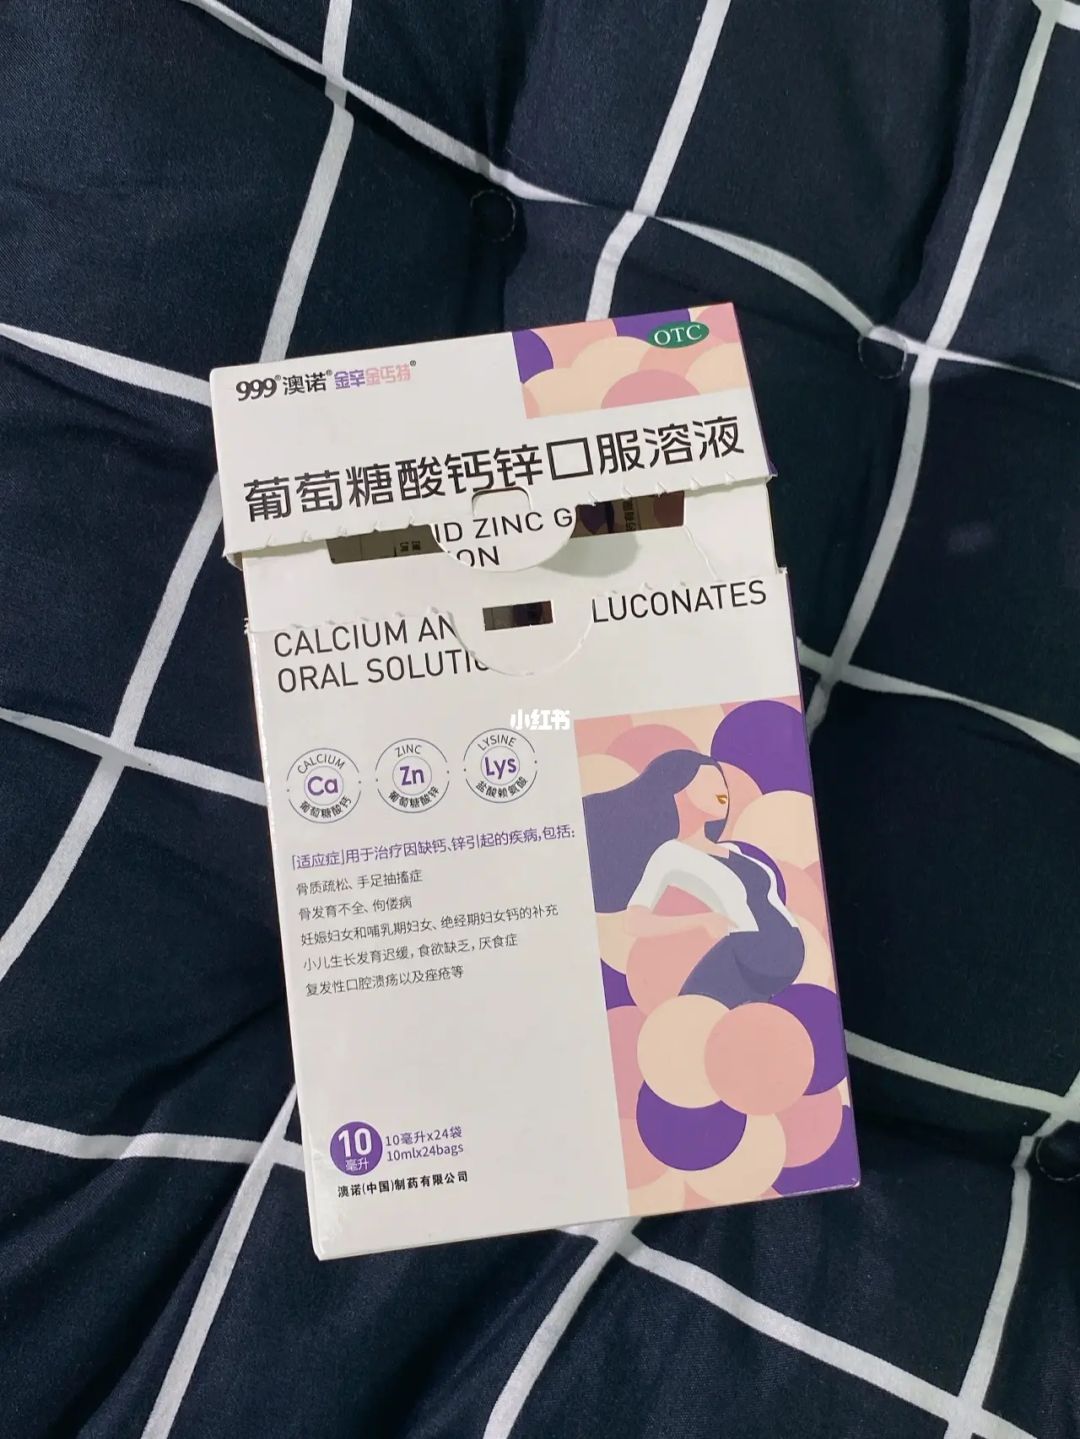 OTC
999®澳诺®金辛金丐特®
葡萄糖酸钙锌口服溶液
ID ZINC G
ON
CALCIUM AN
LUCONATES
ORAL SOLUTIO
小红书
CALCIUM
Ca
葡萄糖酸钙
ZINC
Zn
葡萄糖酸锌
LYSINE
Lys
盐酸赖氨酸
「适应症」用于治疗因缺钙、锌引起的疾病,包括:
骨质疏松、手足抽搐症
骨发育不全、佝偻病
妊娠妇女和哺乳期妇女、绝经期妇女钙的补充
小儿生长发育迟缓,食欲缺乏,厌食症
复发性口腔溃疡以及痤疮等
10
毫升
10毫升x24袋
10mlx24bags
澳诺(中国)制药有限公司